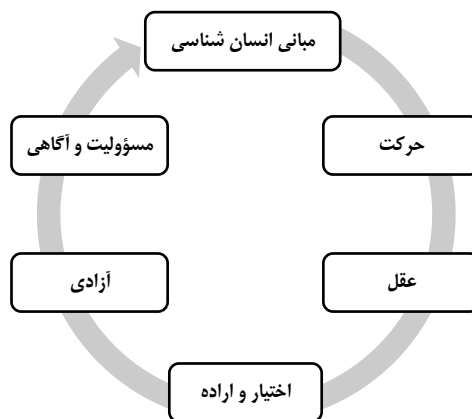 مبانی انسان شناسی
حرکت
عقل
اختیار و اراده
آزادی
مسؤولیت و آگاهی